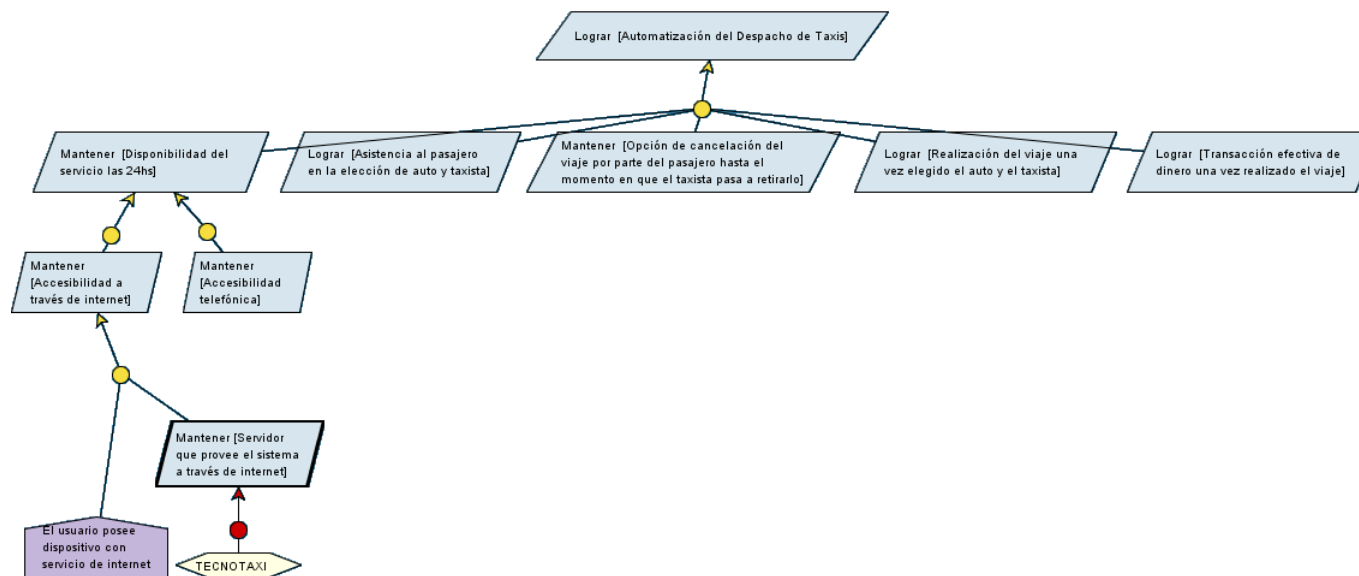 Lograr [Automatización del Despacho de Taxis]
Mantener [Disponibilidad del
servicio las 24hs]
Lograr [Asistencia al pasajero
en la elección de auto y taxista]
Mantener [Opción de cancelación del
viaje por parte del pasajero hasta el
momento en que el taxista pasa a retirarlo]
Lograr [Realización del viaje una
vez elegido el auto y el taxista]
Lograr [Transacción efectiva de
dinero una vez realizado el viaje]
Mantener
[Accesibilidad a
través de internet]
Mantener
[Accesibilidad
telefónica]
Mantener [Servidor
que provee el sistema
a través de internet]
El usuario posee
dispositivo con
servicio de internet
TECNOTAXI